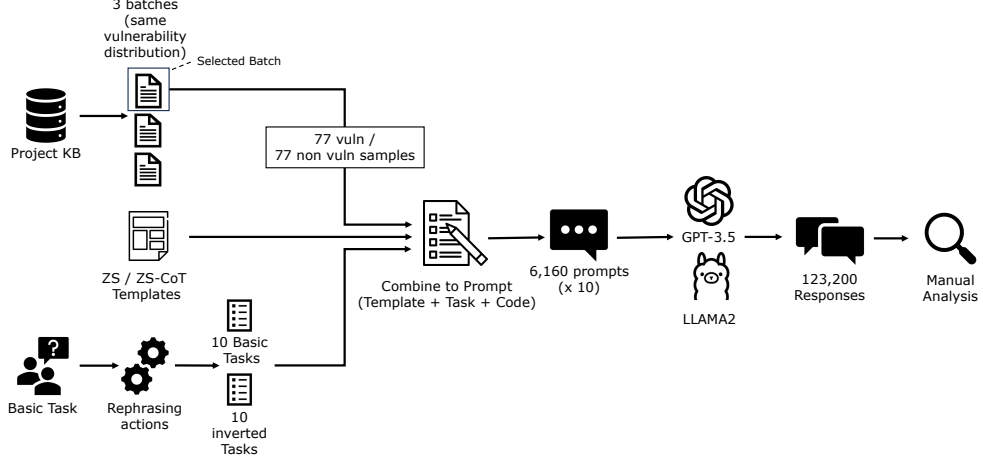 3 batches
(same
vulnerability
distribution)
Selected Batch
Project KB
77 vuln /
77 non vuln samples
ZS / ZS-CoT
Templates
Combine to Prompt
(Template + Task + Code)
6,160 prompts
(x 10)
GPT-3.5
LLAMA2
123,200
Responses
Manual
Analysis
?
Basic Task
Rephrasing
actions
10 Basic
Tasks
10
inverted
Tasks